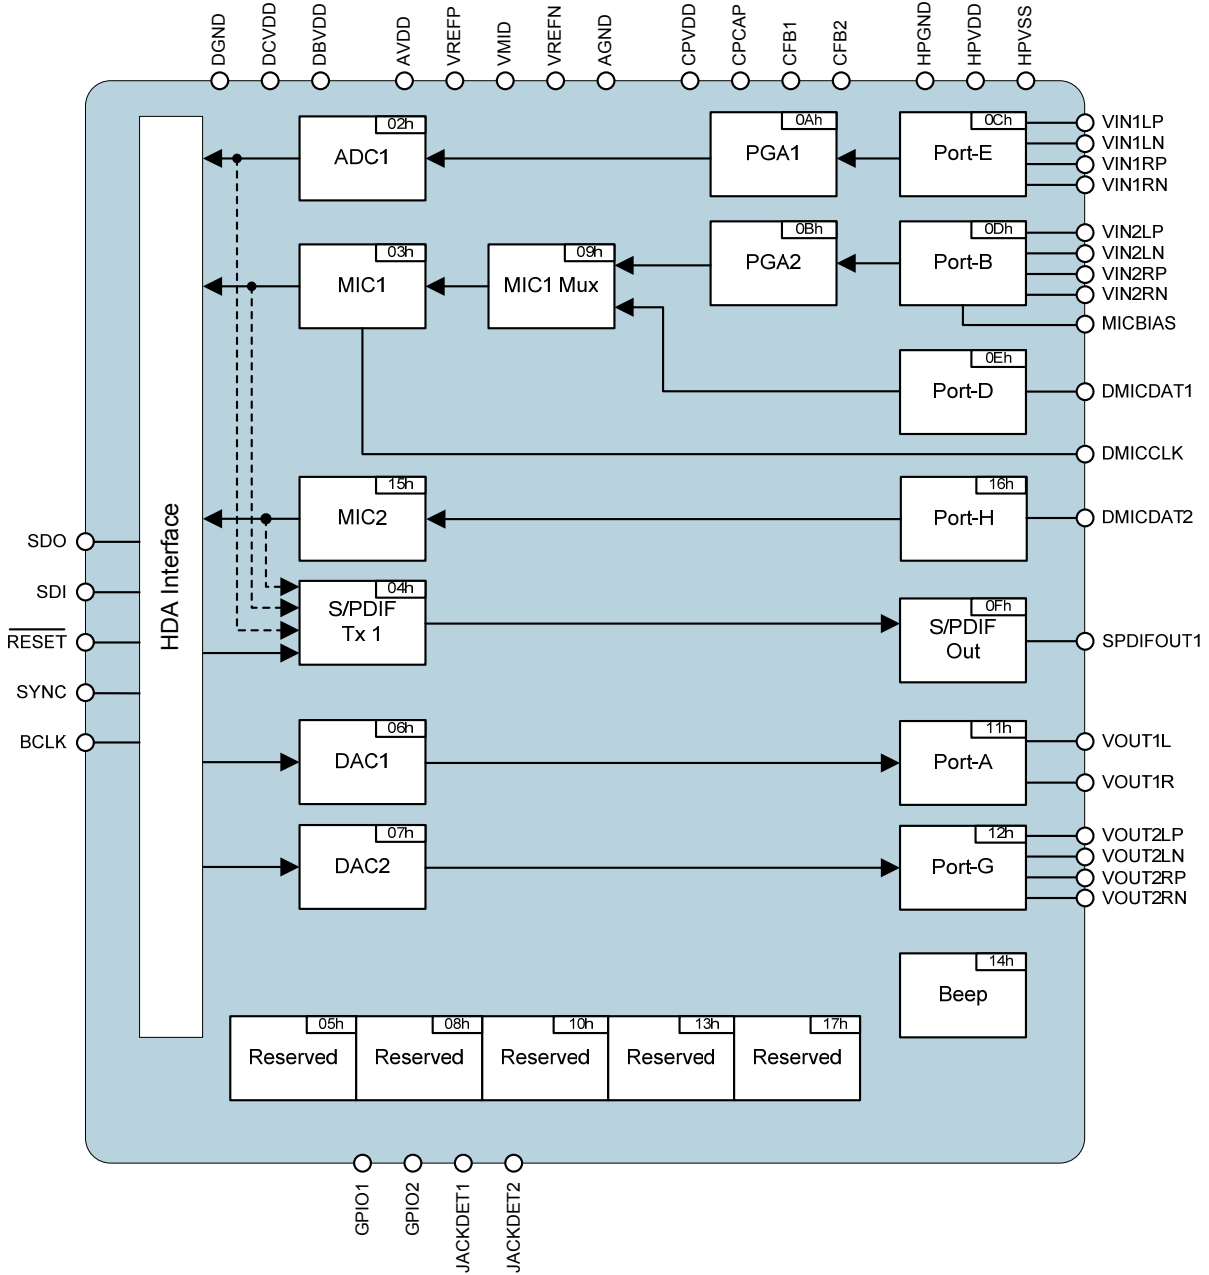 DGND
DCVDD
DBVDD
AVDD
VREFP
VMID
VREFN
AGND
CPVDD
CPCAP
CFB1
CFB2
HPGND
HPVDD
HPVSS
02h
ADC1
0Ah
PGA1
0Ch
Port-E
VIN1LP
VIN1LN
VIN1RP
VIN1RN
03h
MIC1
09h
MIC1 Mux
0Bh
PGA2
0Dh
Port-B
VIN2LP
VIN2LN
VIN2RP
VIN2RN
MICBIAS
0Eh
Port-D
DMICDAT1
DMICCLK
15h
MIC2
16h
Port-H
DMICDAT2
HDA Interface
SDO
SDI
RESET
SYNC
BCLK
04h
S/PDIF
Tx 1
0Fh
S/PDIF
Out
SPDIFOUT1
06h
DAC1
11h
Port-A
VOUT1L
VOUT1R
07h
DAC2
12h
Port-G
VOUT2LP
VOUT2LN
VOUT2RP
VOUT2RN
14h
Beep
05h
Reserved
08h
Reserved
10h
Reserved
13h
Reserved
17h
Reserved
GPIO1
GPIO2
JACKDET1
JACKDET2